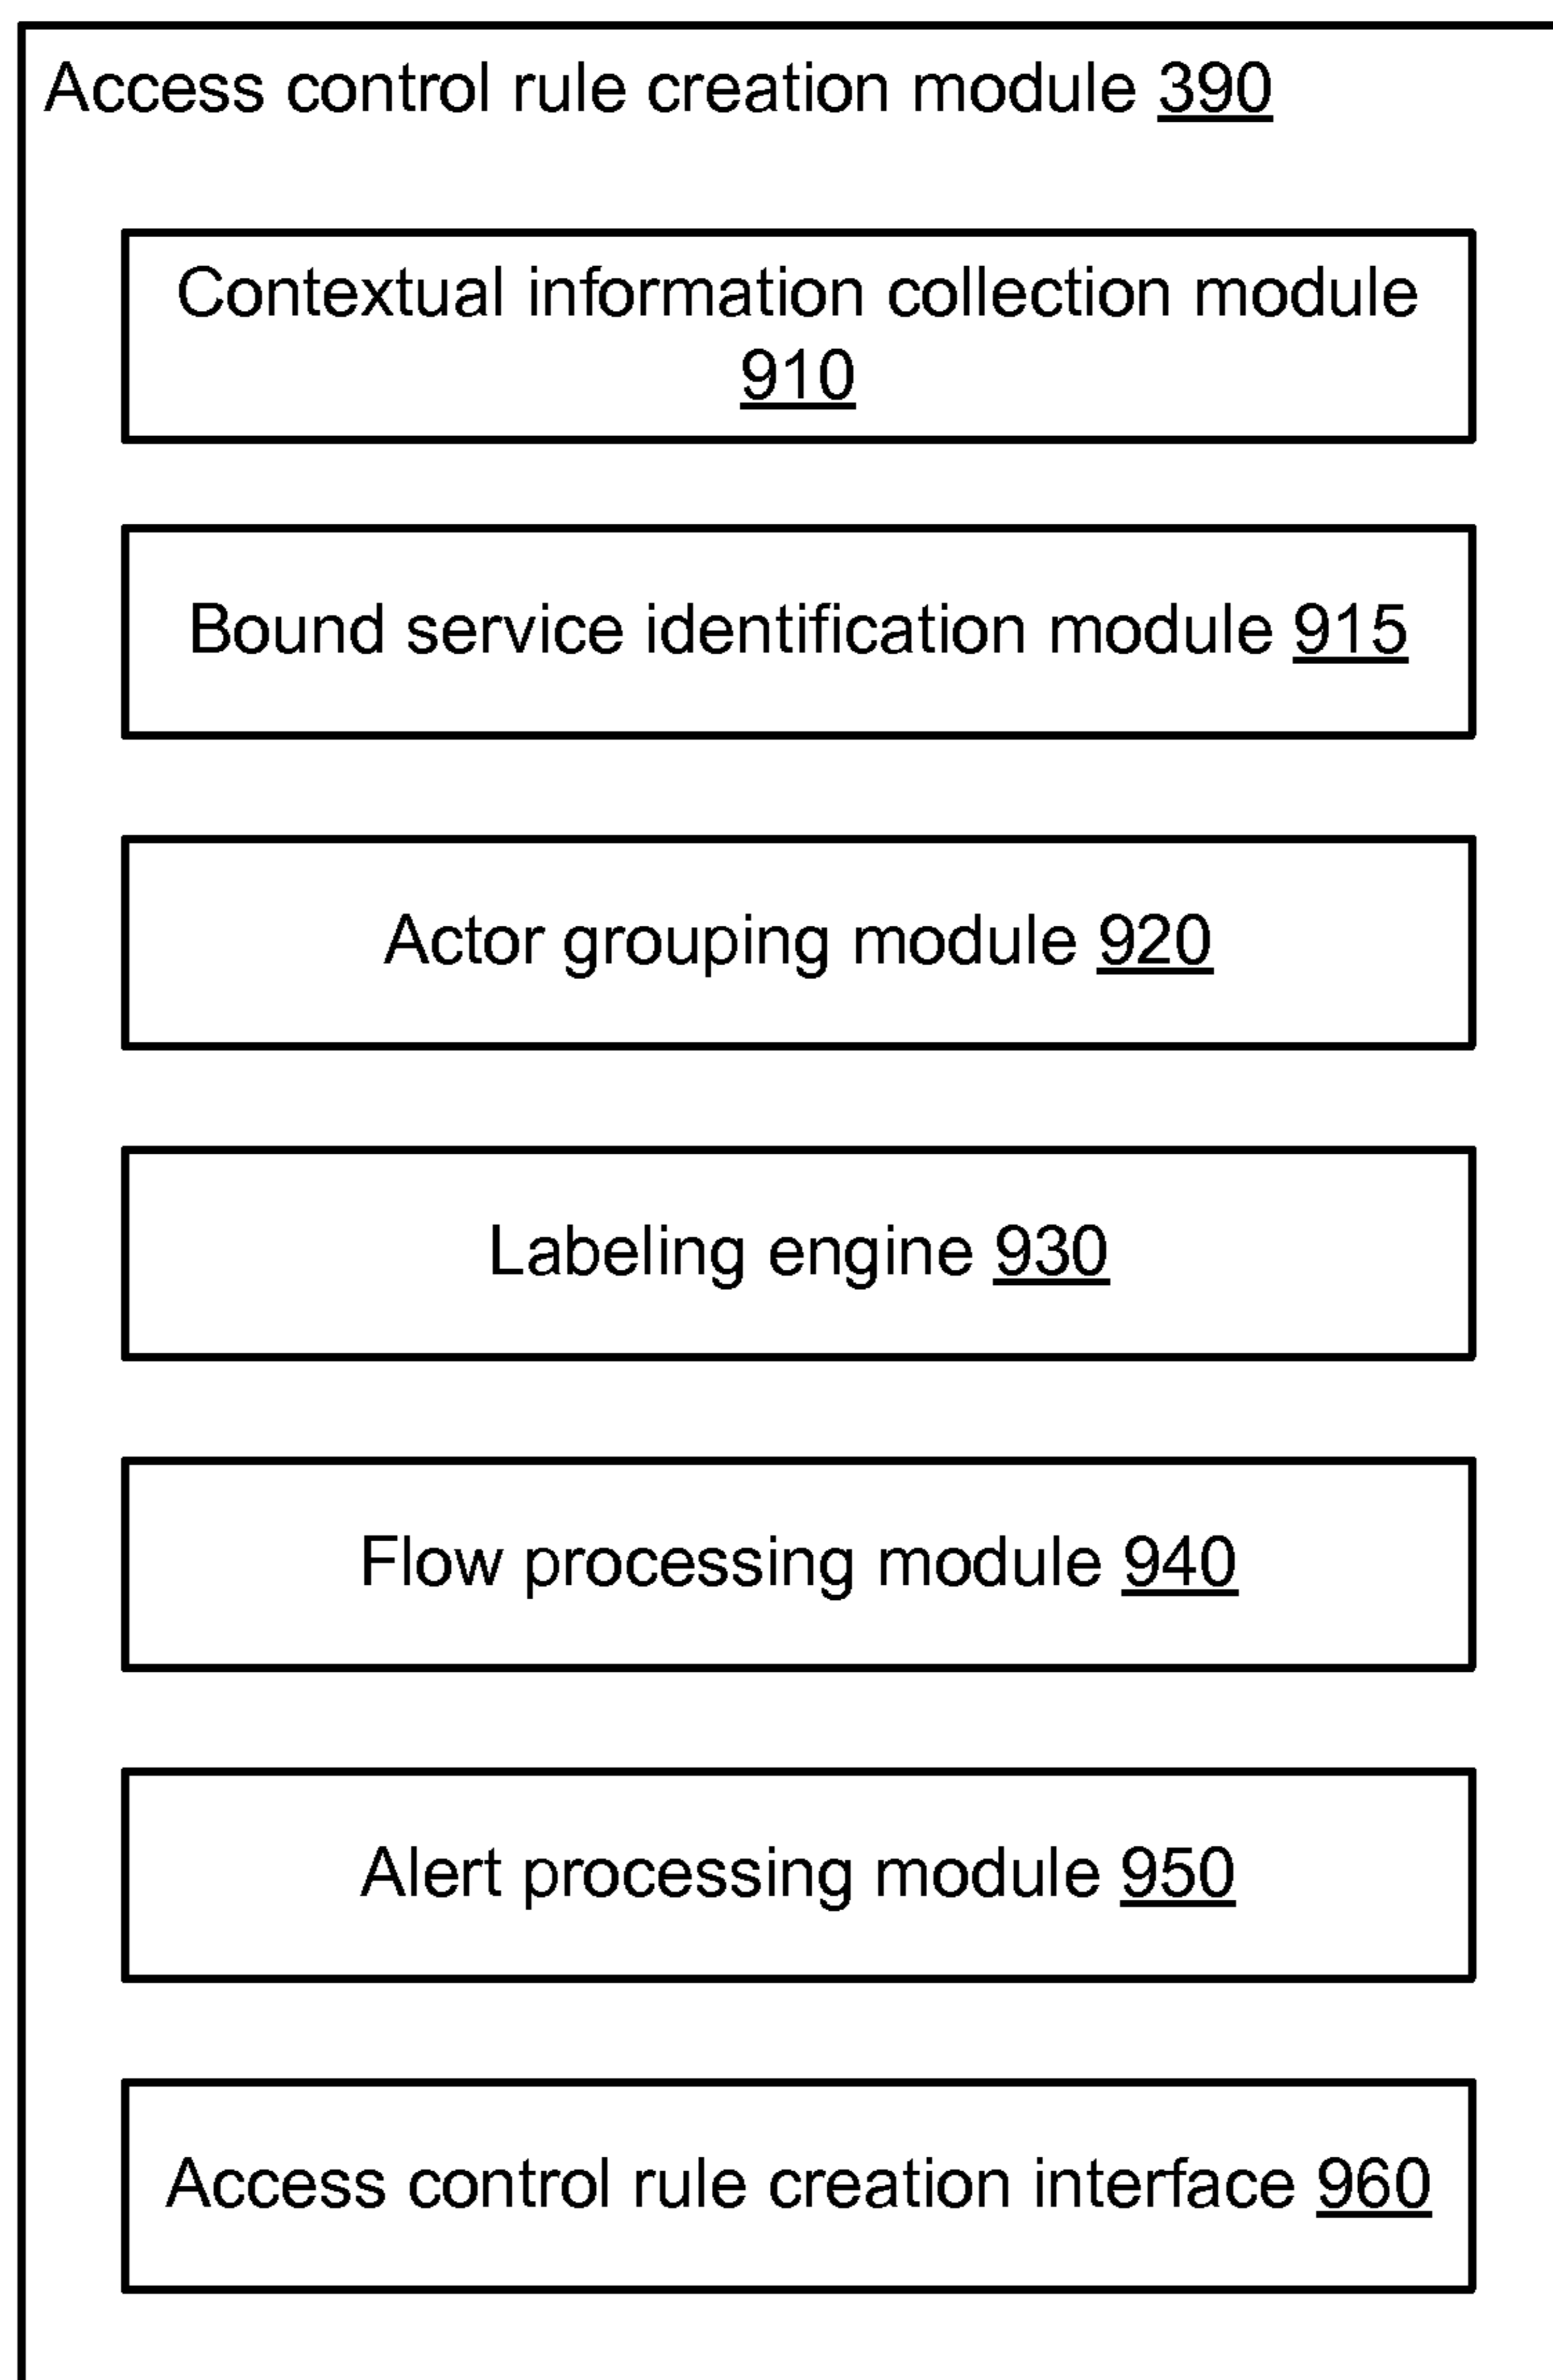 Access control rule creation module 390
Contextual information collection module
910
Bound service identification module 915
Actor grouping module 920
Labeling engine 930
Flow processing module 940
Alert processing module 950
Access control rule creation interface 960